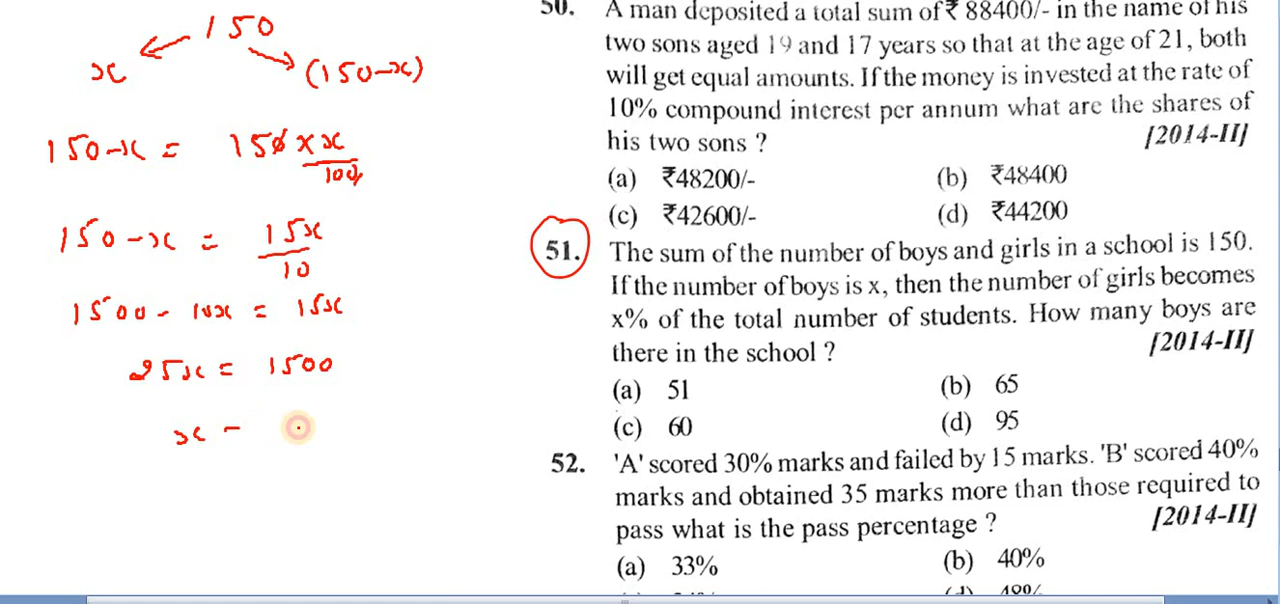 150
x (150-x)
150-x = 150 × x/100
150-x = 15x/10
1500 - 10x = 15x
25x = 1500
x =
50. A man deposited a total sum of ₹ 88400/- in the name of his
two sons aged 19 and 17 years so that at the age of 21, both
will get equal amounts. If the money is invested at the rate of
10% compound interest per annum what are the shares of
his two sons ? [2014-II]
(a) ₹48200/- (b) ₹48400
(c) ₹42600/- (d) ₹44200
51. The sum of the number of boys and girls in a school is 150.
If the number of boys is x, then the number of girls becomes
x% of the total number of students. How many boys are
there in the school ? [2014-II]
(a) 51 (b) 65
(c) 60 (d) 95
52. 'A' scored 30% marks and failed by 15 marks. 'B' scored 40%
marks and obtained 35 marks more than those required to
pass what is the pass percentage ? [2014-II]
(a) 33% (b) 40%